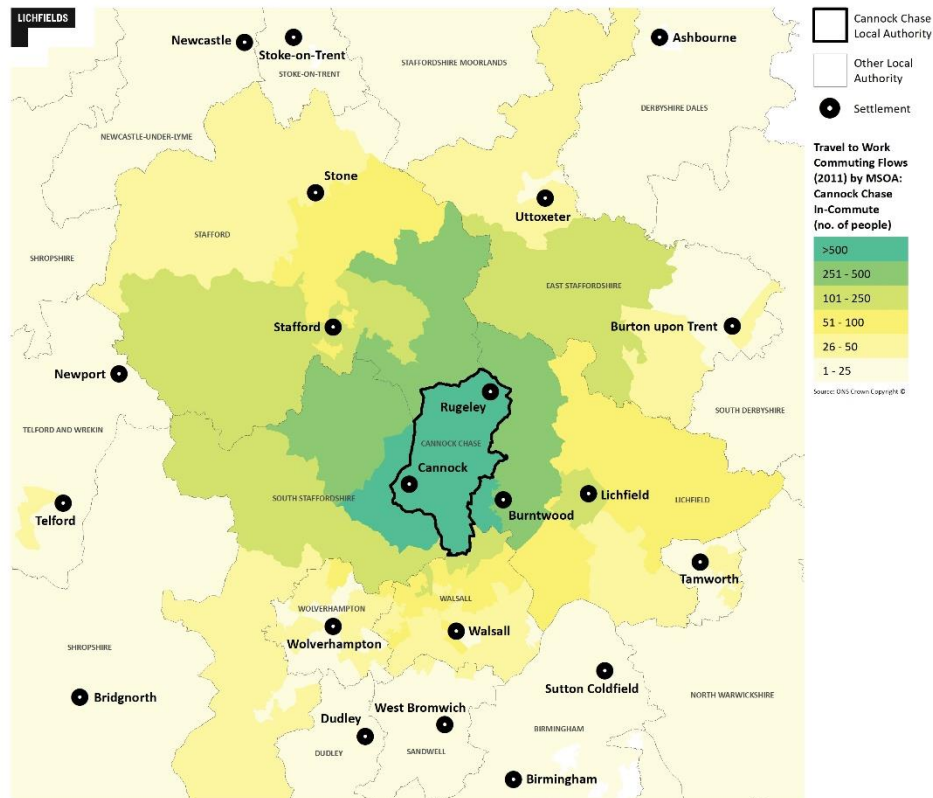 LICHFIELDS
Newcastle
Stoke-on-Trent
STOKE-ON-TRENT
STAFFORDSHIRE MOORLANDS
Ashbourne
DERBYSHIRE DALES
NEWCASTLE-UNDER-LYME
Stone
Uttoxeter
STAFFORD
SHROPSHIRE
EAST STAFFORDSHIRE
Stafford
Burton upon Trent
Newport
Rugeley
SOUTH DERBYSHIRE
TELFORD AND WREKIN
CANNOCK CHASE
Cannock
SOUTH STAFFORDSHIRE
Lichfield
LICHFIELD
Telford
Burntwood
Tamworth
WOLVERHAMPTON
WALSALL
Wolverhampton
Walsall
SHROPSHIRE
Sutton Coldfield
Bridgnorth
NORTH WARWICKSHIRE
West Bromwich
Dudley
BIRMINGHAM
DUDLEY
SANDWELL
Birmingham
Cannock Chase
Local Authority
Other Local
Authority
Settlement
Travel to Work
Commuting Flows
(2011) by MSOA:
Cannock Chase
In-Commute
(no. of people)
>500
251 - 500
101 - 250
51 - 100
26 - 50
1 - 25
Source: ONS Crown Copyright ©